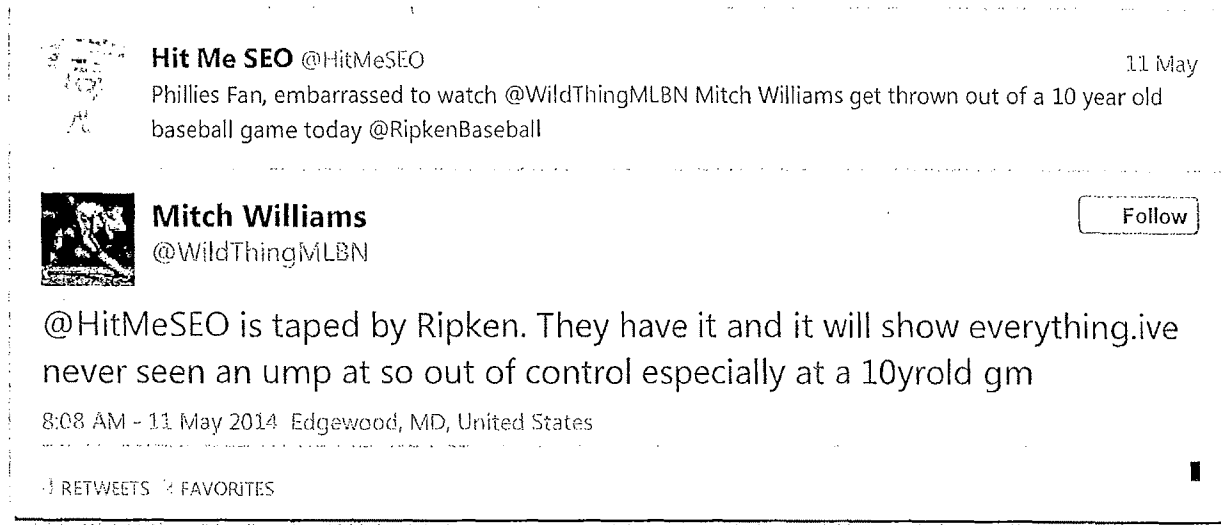 Hit Me SEO @HitMeSEO
11 May
Phillies Fan, embarrassed to watch @WildThingMLBN Mitch Williams get thrown out of a 10 year old
baseball game today @RipkenBaseball
Mitch Williams
Follow
@WildThingMLBN
@HitMeSEO is taped by Ripken. They have it and it will show everything.ive
never seen an ump at so out of control especially at a 10yrold gm
8:08 AM - 11 May 2014 Edgewood, MD, United States
RETWEETS FAVORITES